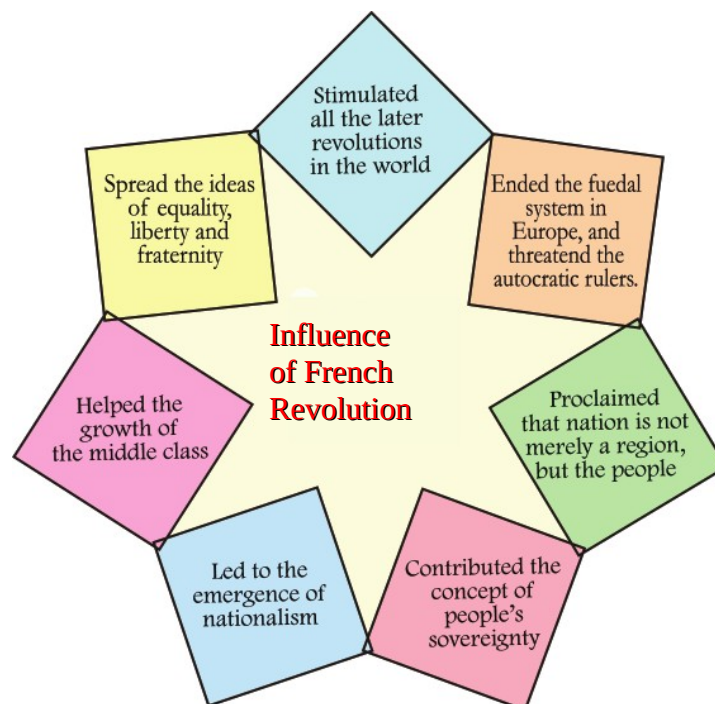 Stimulated
all the later
revolutions
in the world
Spread the ideas
of equality,
liberty and
fraternity
Ended the fuedal
system in
Europe, and
threatend the
autocratic rulers.
Influence
of French
Revolution
Helped the
growth of
the middle class
Proclaimed
that nation is not
merely a region,
but the people
Led to the
emergence of
nationalism
Contributed the
concept of
people's
sovereignty